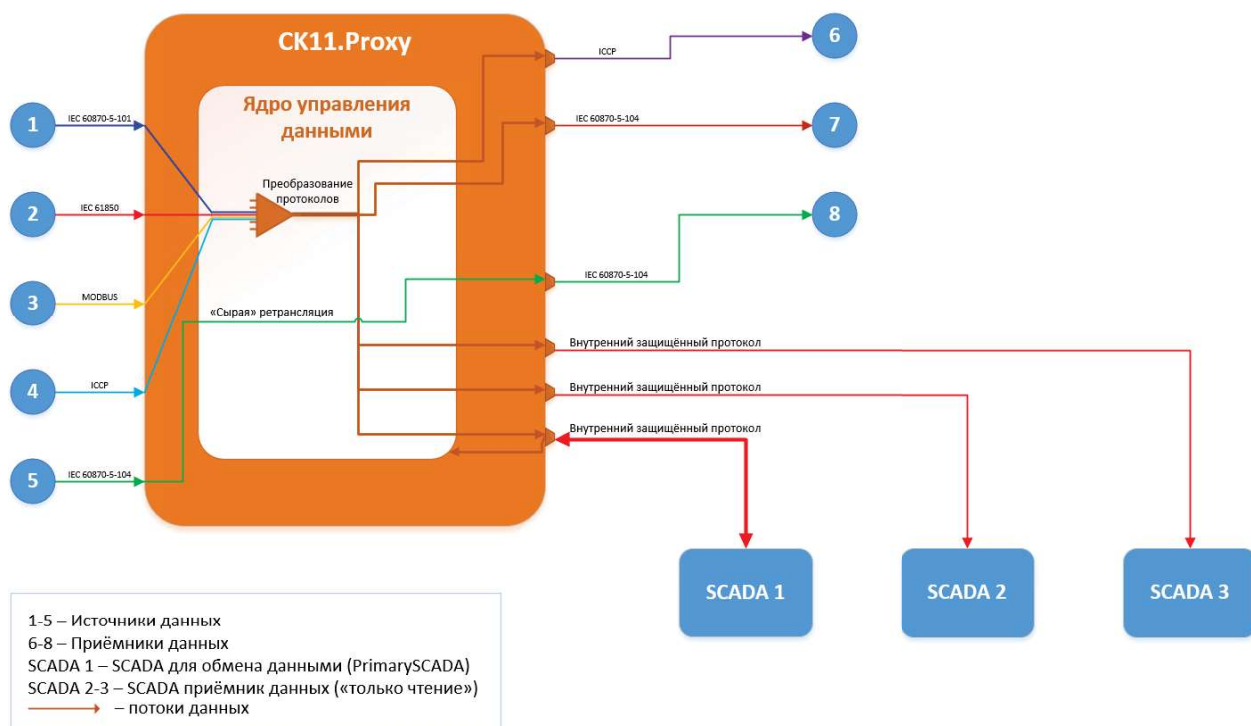 СК11.Proxy
Ядро управления
данными
Преобразование
протоколов
«Сырая» ретрансляция
1
IEC 60870-5-101
2
IEC 61850
3
MODBUS
4
ICCP
5
IEC 60870-5-104
ICCP
6
IEC 60870-5-104
7
IEC 60870-5-104
8
Внутренний защищённый протокол
Внутренний защищённый протокол
Внутренний защищённый протокол
SCADA 1
SCADA 2
SCADA 3
1-5 – Источники данных
6-8 – Приёмники данных
SCADA 1 – SCADA для обмена данными (PrimarySCADA)
SCADA 2-3 – SCADA приёмник данных («только чтение»)
– потоки данных